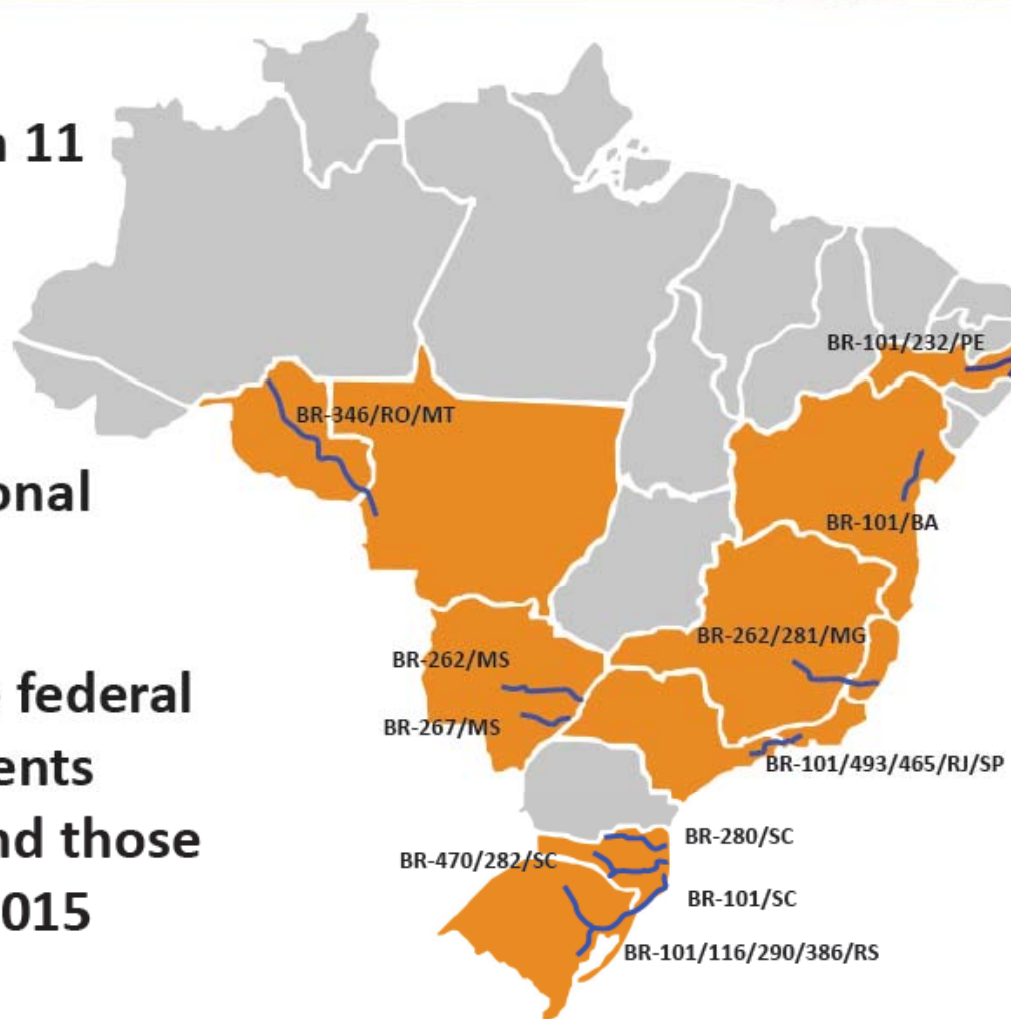 n 11
onal
federal
ents
nd those
015
BR-101/232/PE
BR-346/RO/MT
BR-101/BA
BR-262/281/MG
BR-262/MS
BR-267/MS
BR-101/493/465/RJ/SP
BR-280/SC
BR-470/282/SC
BR-101/SC
BR-101/116/290/386/RS